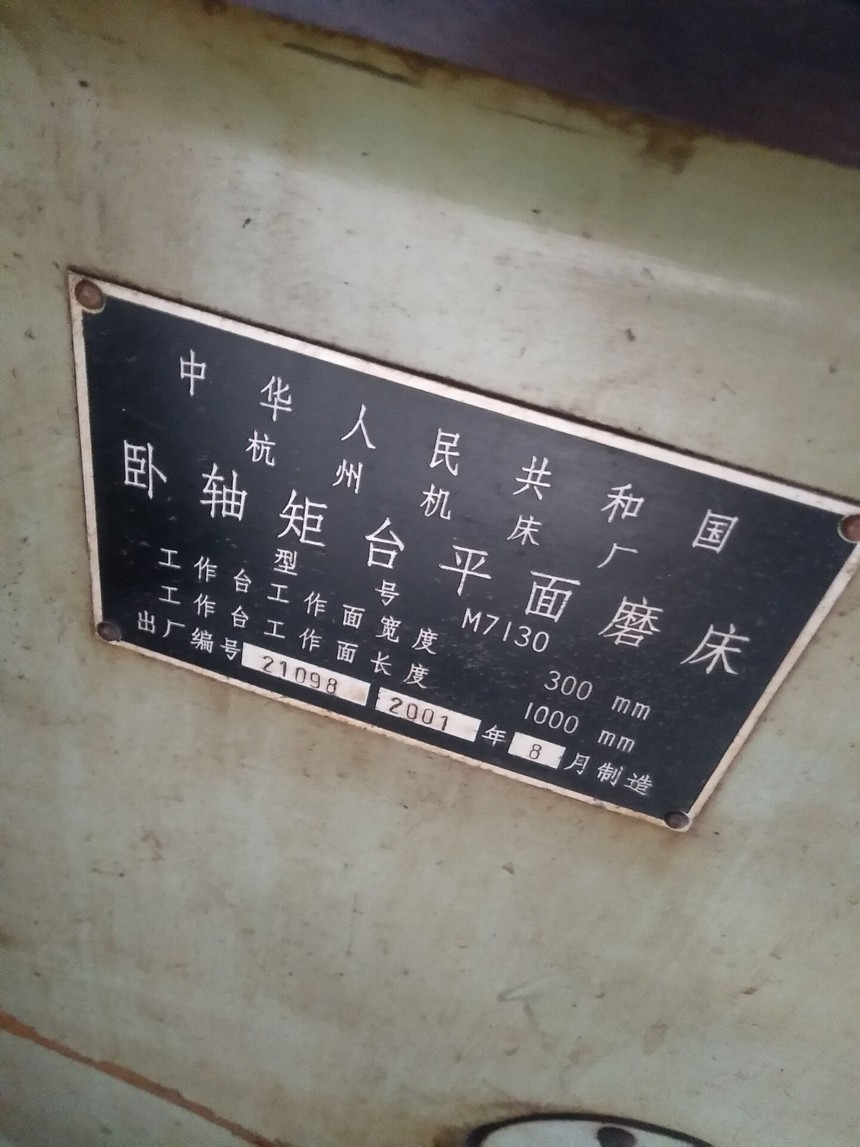 中华人民共和国
杭州机床厂
卧轴矩台平面磨床
型号 M7130
工作台工作面宽度 300 mm
工作台工作面长度 1000 mm
出厂编号 21098 2001 年 8 月制造